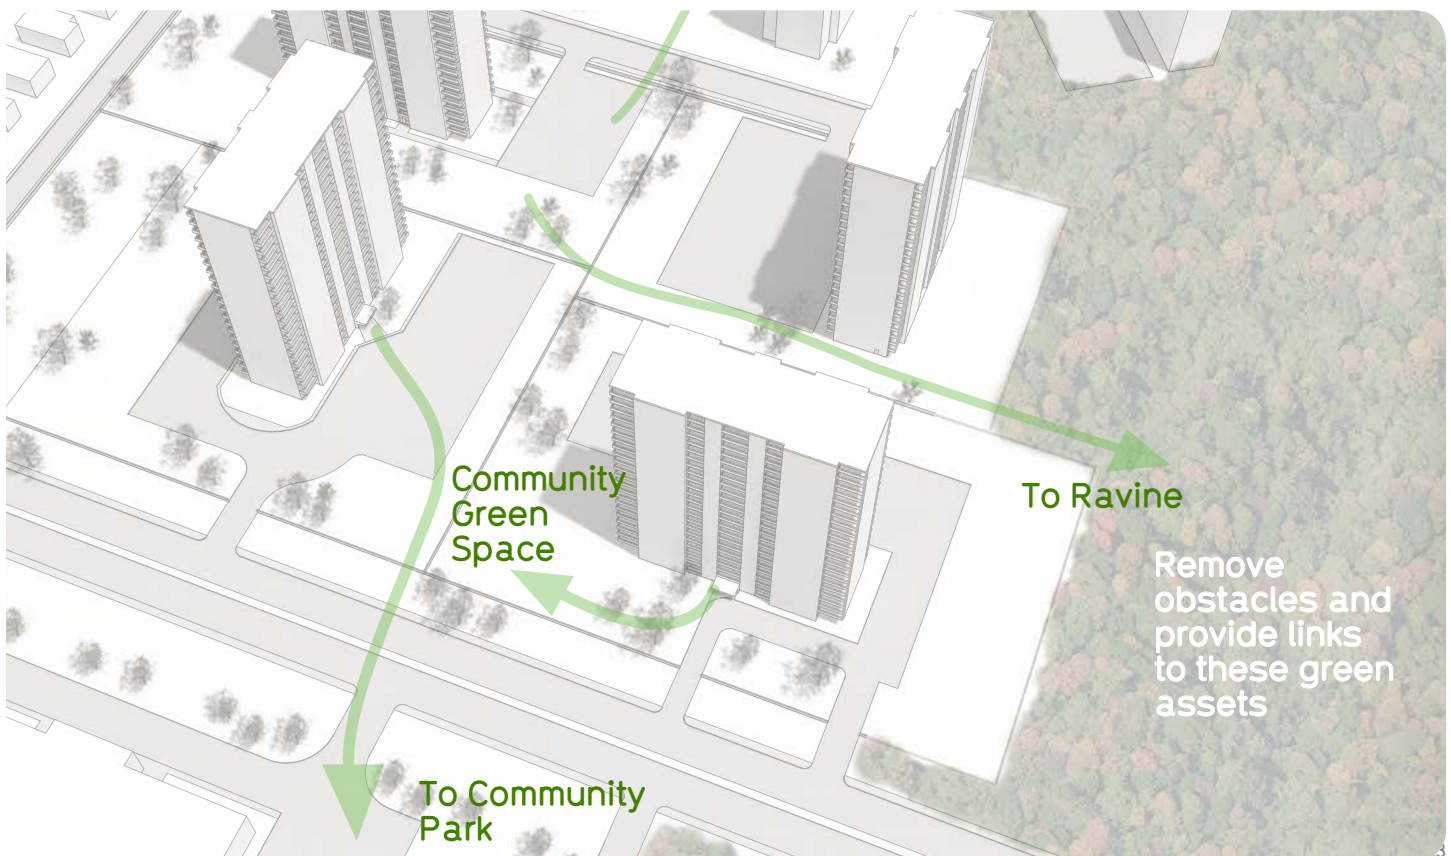 Community
Green
Space
To Ravine
Remove
obstacles and
provide links
to these green
assets
To Community
Park